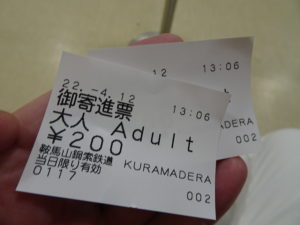 22.-4.12 13:06
御寄進票
大人 Adult
¥200
鞍馬山鋼索鉄道 KURAMADERA
当日限り有効
0117 002
12 13:06
DERA
002